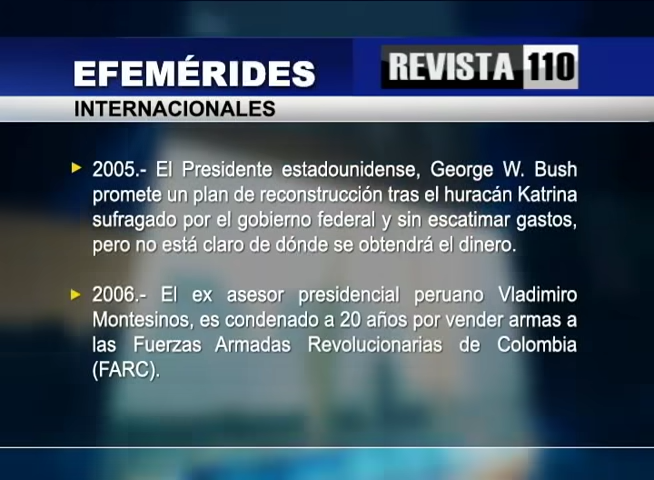 EFEMÉRIDES
REVISTA 110
INTERNACIONALES
2005.- El Presidente estadounidense, George W. Bush
promete un plan de reconstrucción tras el huracán Katrina
sufragado por el gobierno federal y sin escatimar gastos,
pero no está claro de dónde se obtendrá el dinero.
2006.- El ex asesor presidencial peruano Vladimiro
Montesinos, es condenado a 20 años por vender armas a
las Fuerzas Armadas Revolucionarias de Colombia
(FARC).